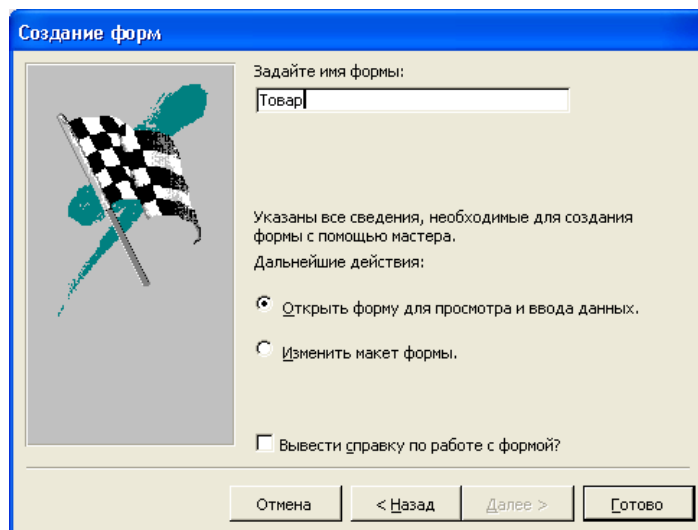 Создание форм
Задайте имя формы:
Товар
Указаны все сведения, необходимые для создания
формы с помощью мастера.
Дальнейшие действия:
Открыть форму для просмотра и ввода данных.
Изменить макет формы.
Вывести справку по работе с формой?
Отмена
< Назад
Далее >
Готово